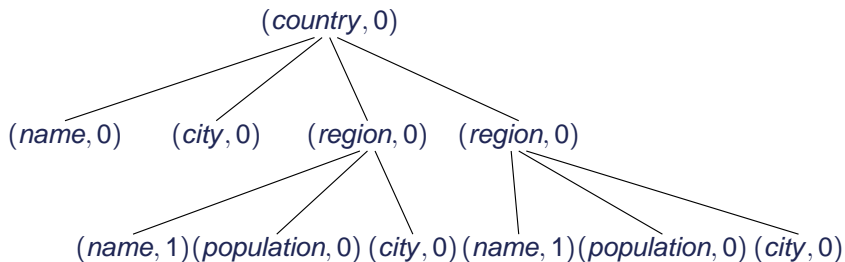 (country, 0)
(name, 0) (city, 0) (region, 0) (region, 0)
(name, 1)(population, 0) (city, 0) (name, 1)(population, 0) (city, 0)